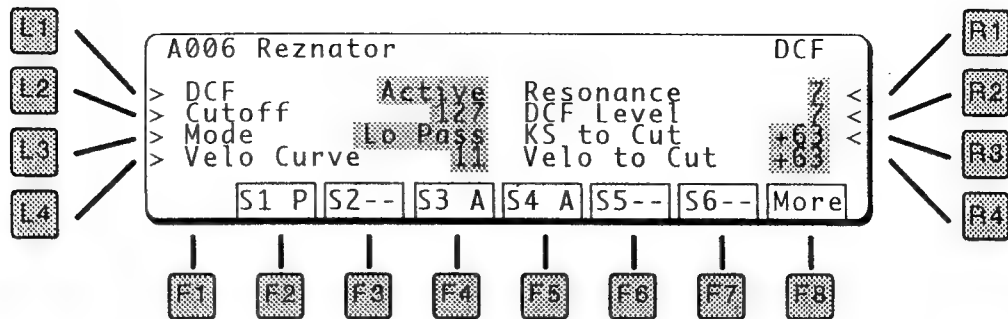 L1
L2
L3
L4
A006 Reznator DCF
> DCF Active Resonance 7 <
> Cutoff 127 DCF Level 7 <
> Mode Lo Pass KS to Cut +63 <
> Velo Curve 11 Velo to Cut +63
S1 P S2-- S3 A S4 A S5-- S6-- More
R1
R2
R3
R4
F1 F2 F3 F4 F5 F6 F7 F8